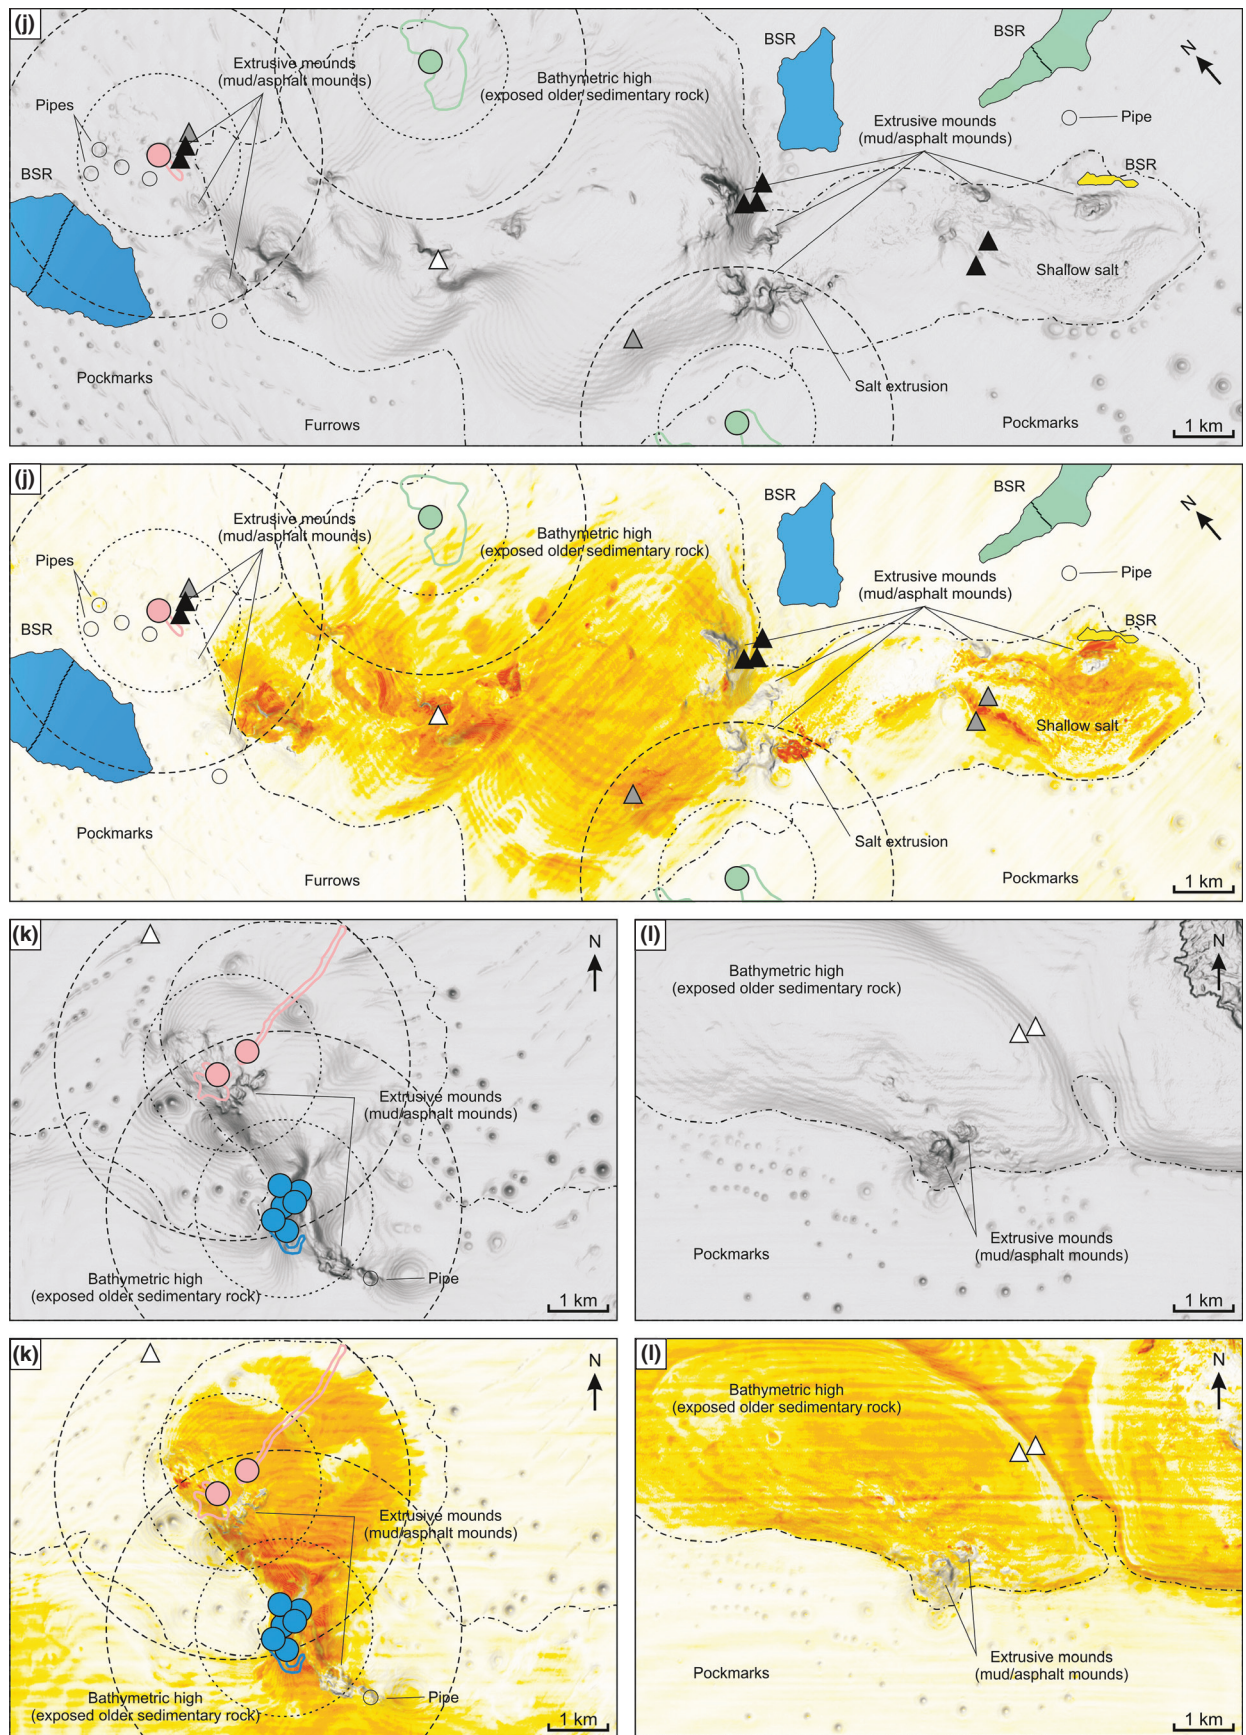 (j)
BSR
BSR
N
Extrusive mounds
(mud/asphalt mounds)
Bathymetric high
(exposed older sedimentary rock)
Pipes
Extrusive mounds
(mud/asphalt mounds)
Pipe
BSR
BSR
Shallow salt
Pockmarks
Salt extrusion
Furrows
Pockmarks
1 km
(j)
BSR
BSR
N
Extrusive mounds
(mud/asphalt mounds)
Bathymetric high
(exposed older sedimentary rock)
Pipes
Extrusive mounds
(mud/asphalt mounds)
Pipe
BSR
BSR
Shallow salt
Pockmarks
Salt extrusion
Furrows
Pockmarks
1 km
(k)
N
Extrusive mounds
(mud/asphalt mounds)
Bathymetric high
(exposed older sedimentary rock)
Pipe
1 km
(l)
N
Bathymetric high
(exposed older sedimentary rock)
Extrusive mounds
(mud/asphalt mounds)
Pockmarks
1 km
(k)
N
Extrusive mounds
(mud/asphalt mounds)
Bathymetric high
(exposed older sedimentary rock)
Pipe
1 km
(l)
N
Bathymetric high
(exposed older sedimentary rock)
Extrusive mounds
(mud/asphalt mounds)
Pockmarks
1 km